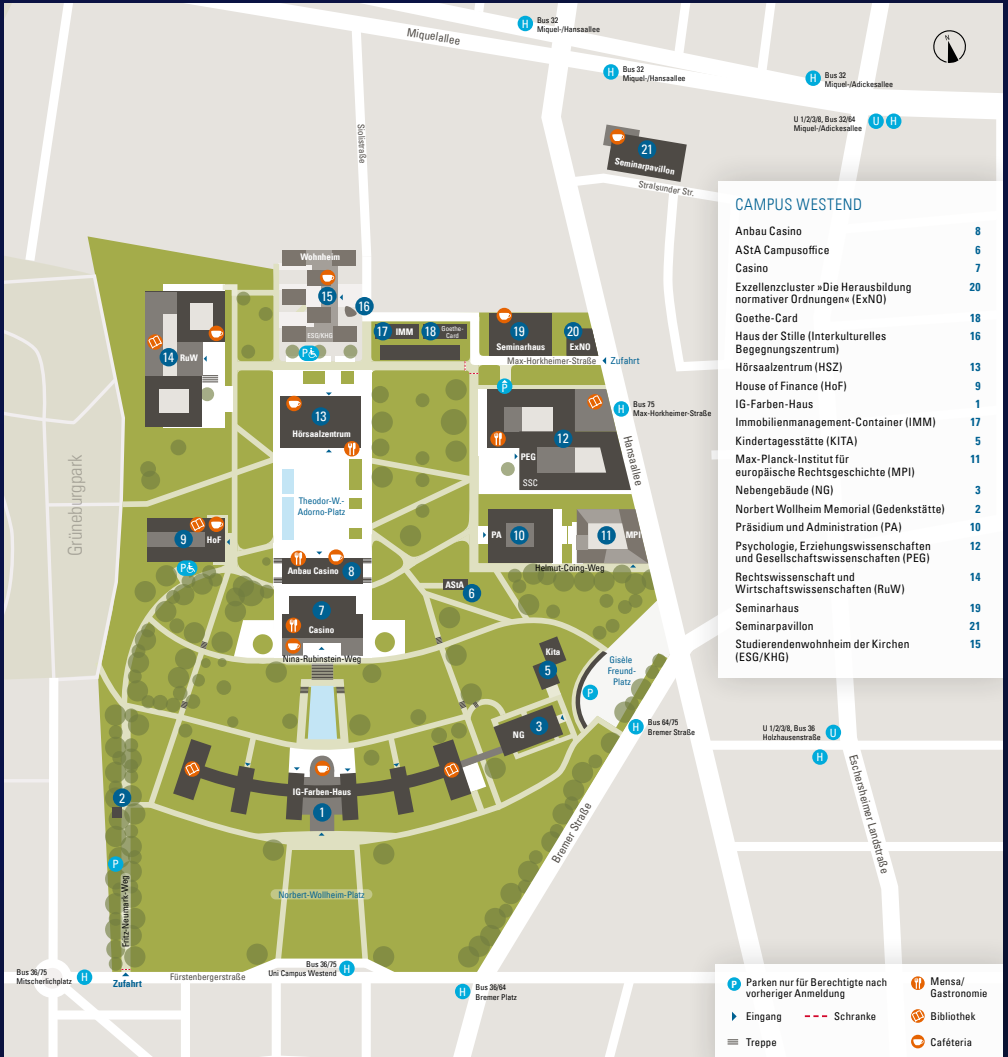 Bus 32
Miquel-/Hansaallee
Miquelallee
N
Bus 32
Miquel-/Hansaallee
Bus 32
Miquel-/Adickesallee
H
H
H
U 1/2/3/8, Bus 32/64
Miquel-/Adickesallee
U
H
Siolistraße
21
Seminarpavillon
Stralsunder Str.
CAMPUS WESTEND
Anbau Casino 8
AStA Campusoffice 6
Casino 7
Exzellenzcluster »Die Herausbildung 20
normativer Ordnungen« (ExNO)
Goethe-Card 18
Haus der Stille (Interkulturelles 16
Begegnungszentrum)
Hörsaalzentrum (HSZ) 13
House of Finance (HoF) 9
IG-Farben-Haus 1
Immobilienmanagement-Container (IMM) 17
Kindertagesstätte (KITA) 5
Max-Planck-Institut für 11
europäische Rechtsgeschichte (MPI)
Nebengebäude (NG) 3
Norbert Wollheim Memorial (Gedenkstätte) 2
Präsidium und Administration (PA) 10
Psychologie, Erziehungswissenschaften 12
und Gesellschaftswissenschaften (PEG)
Rechtswissenschaft und 14
Wirtschaftswissenschaften (RuW)
Seminarhaus 19
Seminarpavillon 21
Studierendenwohnheim der Kirchen 15
(ESG/KHG)
Wohnheim
15
16
ESG/KHG
P
17
IMM
18
Goethe-
Card
19
Seminarhaus
20
ExNO
Max-Horkheimer-Straße
Zufahrt
14
RuW
P
H
Bus 75
Max-Horkheimer-Straße
13
Hörsaalzentrum
12
PEG
SSC
Hansaallee
Grüneburgpark
Theodor-W.-
Adorno-Platz
9
HoF
P
PA
10
11
MPI
Helmut-Coing-Weg
Anbau Casino
8
AStA
6
7
Casino
Nina-Rubinstein-Weg
Kita
5
Gisèle
Freund-
Platz
P
3
NG
H
Bus 64/75
Bremer Straße
U 1/2/3/8, Bus 36
Holzhausenstraße
U
H
Eschersheimer Landstraße
IG-Farben-Haus
1
2
P
Bremer Straße
Fritz-Neumark-Weg
Norbert-Wollheim-Platz
Bus 36/75
Mitscherlichplatz
H
Zufahrt
Fürstenbergerstraße
Bus 36/75
Uni Campus Westend
H
H
Bus 36/64
Bremer Platz
P
Parken nur für Berechtigte nach
vorheriger Anmeldung
Eingang
Schranke
Treppe
Mensa/
Gastronomie
Bibliothek
Caféteria